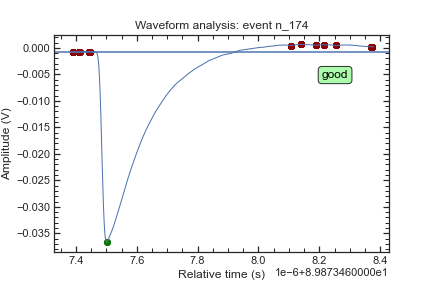 Waveform analysis: event n_174
Amplitude (V)
0.000
−0.005
−0.010
−0.015
−0.020
−0.025
−0.030
−0.035
good
7.4 7.6 7.8 8.0 8.2 8.4
Relative time (s)
1e-6+8.9873460000e1